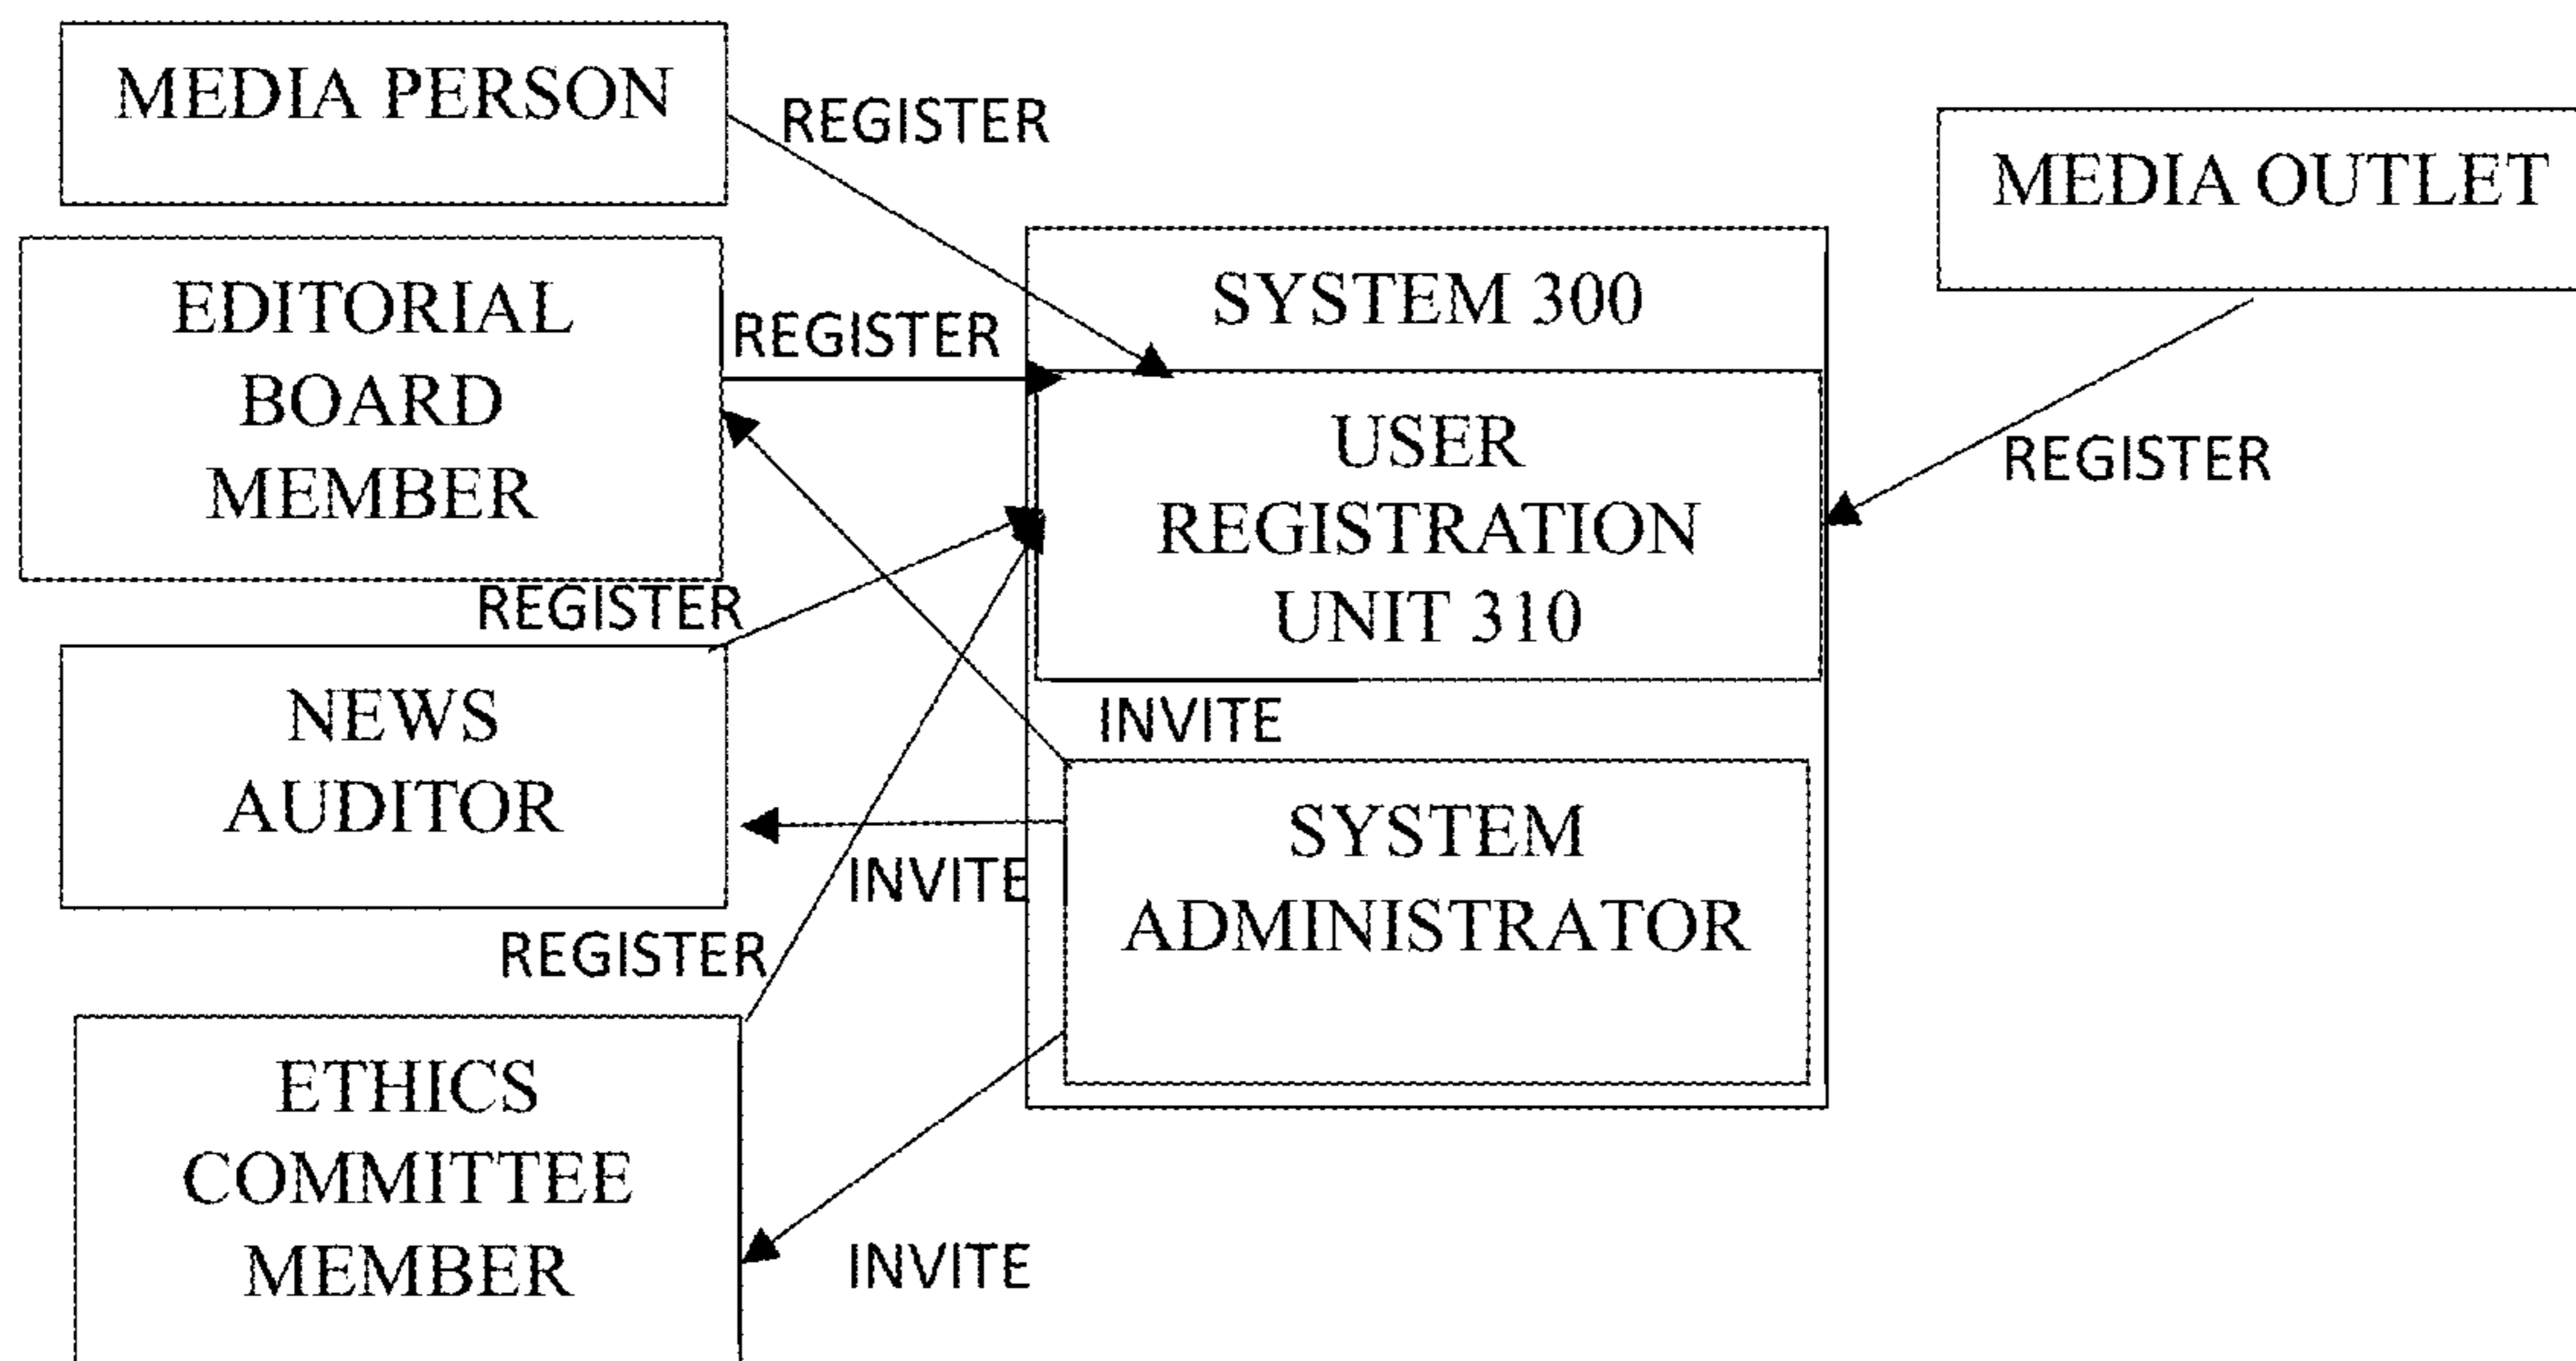 MEDIA PERSON
REGISTER
MEDIA OUTLET
SYSTEM 300
EDITORIAL
BOARD
MEMBER
REGISTER
USER
REGISTRATION
UNIT 310
REGISTER
REGISTER
NEWS
AUDITOR
INVITE
SYSTEM
ADMINISTRATOR
INVITE
REGISTER
ETHICS
COMMITTEE
MEMBER
INVITE